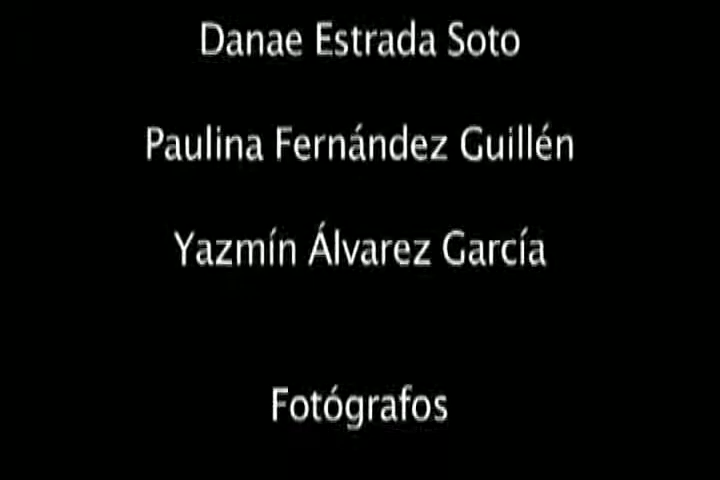 Danae Estrada Soto
Paulina Fernández Guillén
Yazmín Álvarez García
Fotógrafos